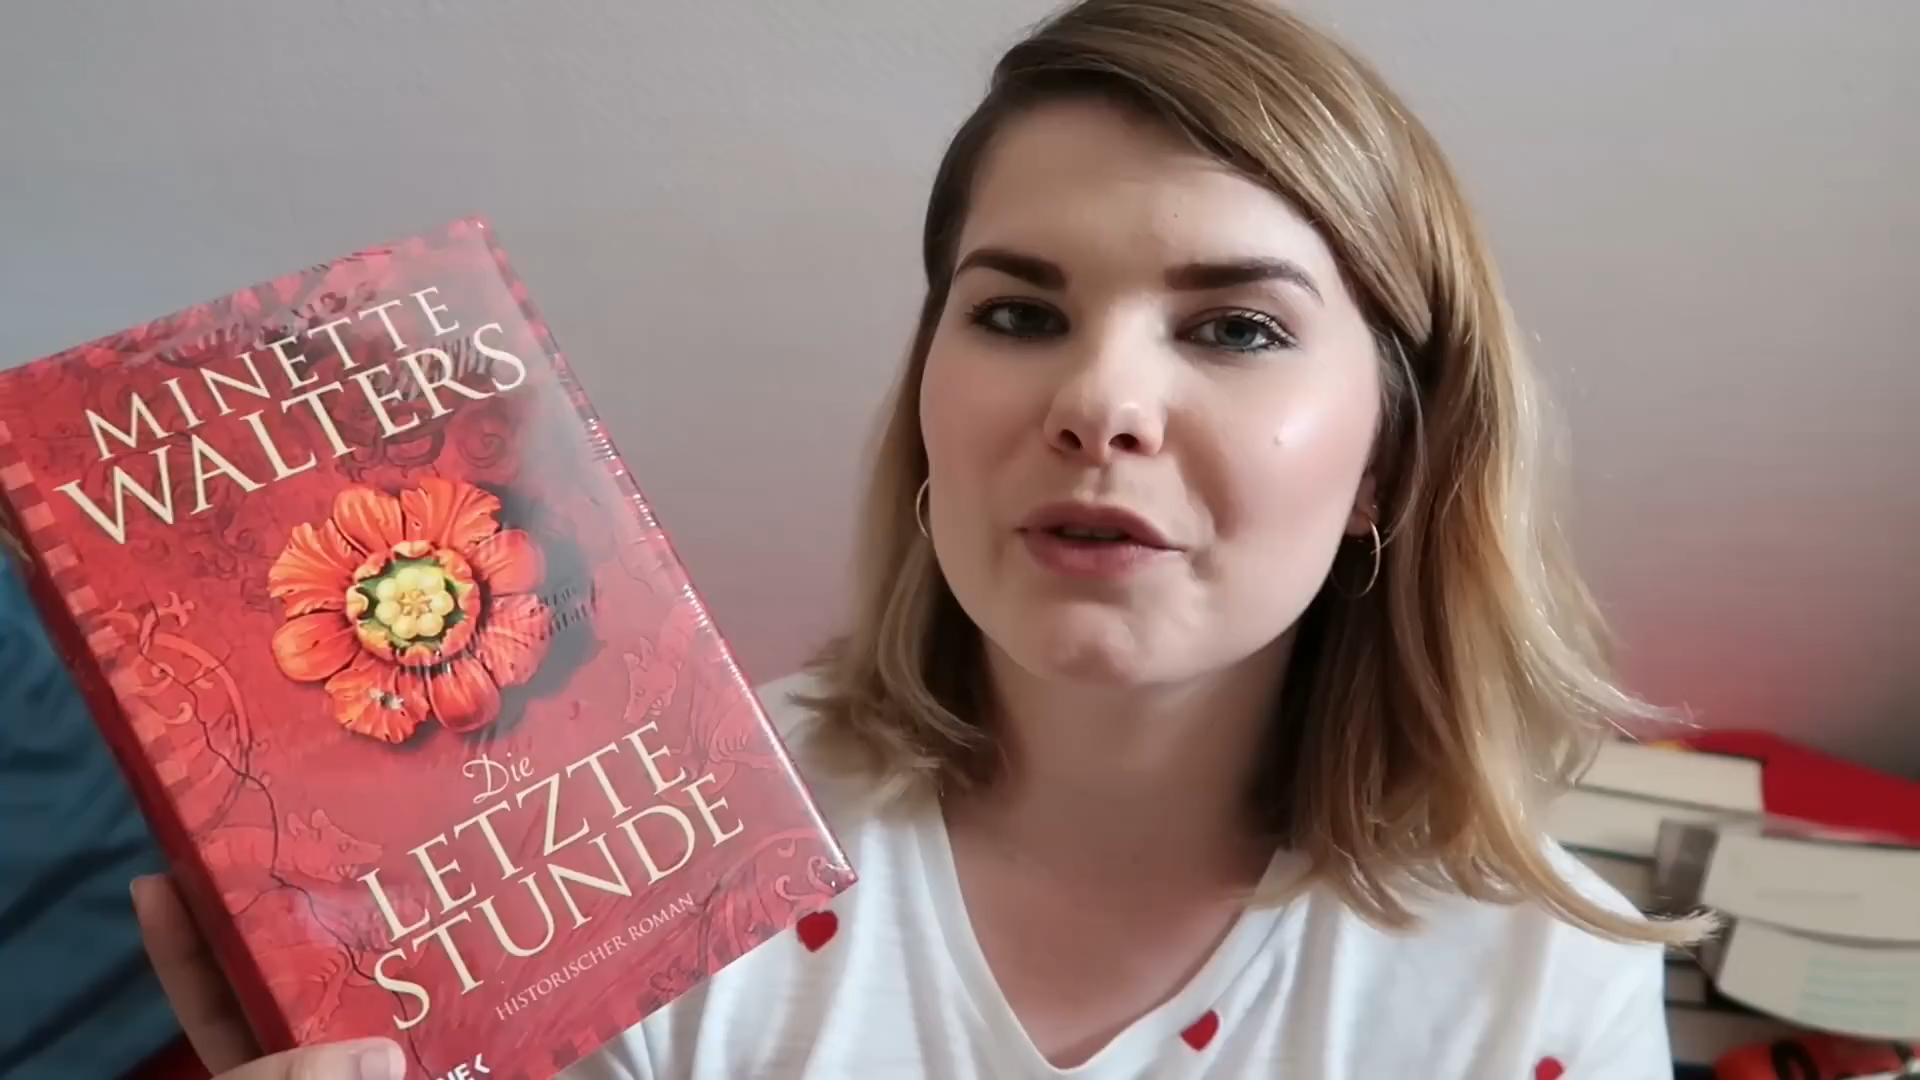 MINETTE
WALTERS
Die
LETZTE
STUNDE
HISTORISCHER ROMAN